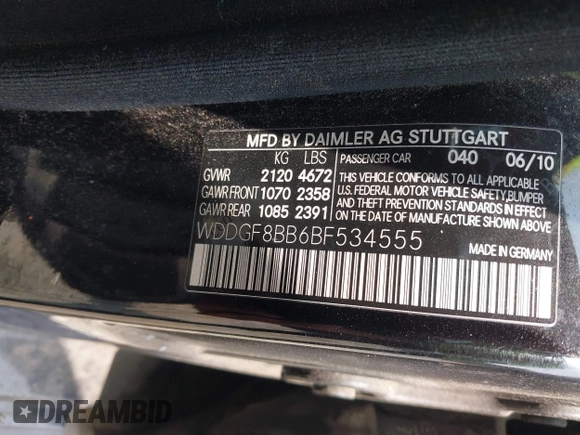 MFD BY DAIMLER AG STUTTGART
KG LBS
GVWR 2120 4672
GAWR FRONT 1070 2358
GAWR REAR 1085 2391
PASSENGER CAR 040 06/10
THIS VEHICLE CONFORMS TO ALL APPLICABLE
U.S. FEDERAL MOTOR VEHICLE SAFETY, BUMPER
AND THEFT PREVENTION STANDARDS IN EFFECT
ON THE DATE OF MANUFACTURE SHOWN ABOVE.
WDDGF8BB6BF534555
MADE IN GERMANY
DREAMBID